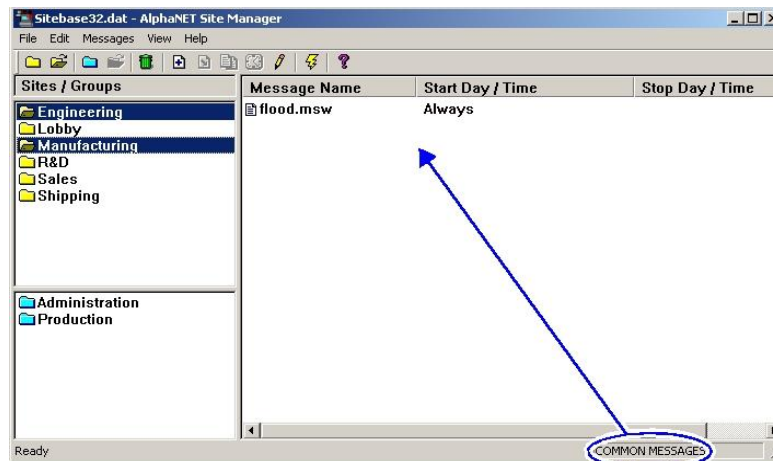 Sitebase32.dat - AlphaNET Site Manager
File Edit Messages View Help
Sites / Groups
Message Name Start Day / Time Stop Day / Time
Engineering
Lobby
Manufacturing
R&D
Sales
Shipping
flood.msw Always
Administration
Production
Ready COMMON MESSAGES